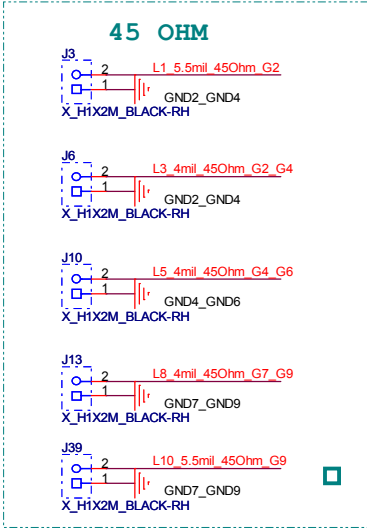 45 OHM
J3
2 L1_5.5mil_45Ohm_G2
1
GND2_GND4
X_H1X2M_BLACK-RH
J6
2 L3_4mil_45Ohm_G2_G4
1
GND2_GND4
X_H1X2M_BLACK-RH
J10
2 L5_4mil_45Ohm_G4_G6
1
GND4_GND6
X_H1X2M_BLACK-RH
J13
2 L8_4mil_45Ohm_G7_G9
1
GND7_GND9
X_H1X2M_BLACK-RH
J39
2 L10_5.5mil_45Ohm_G9
1
GND7_GND9
X_H1X2M_BLACK-RH